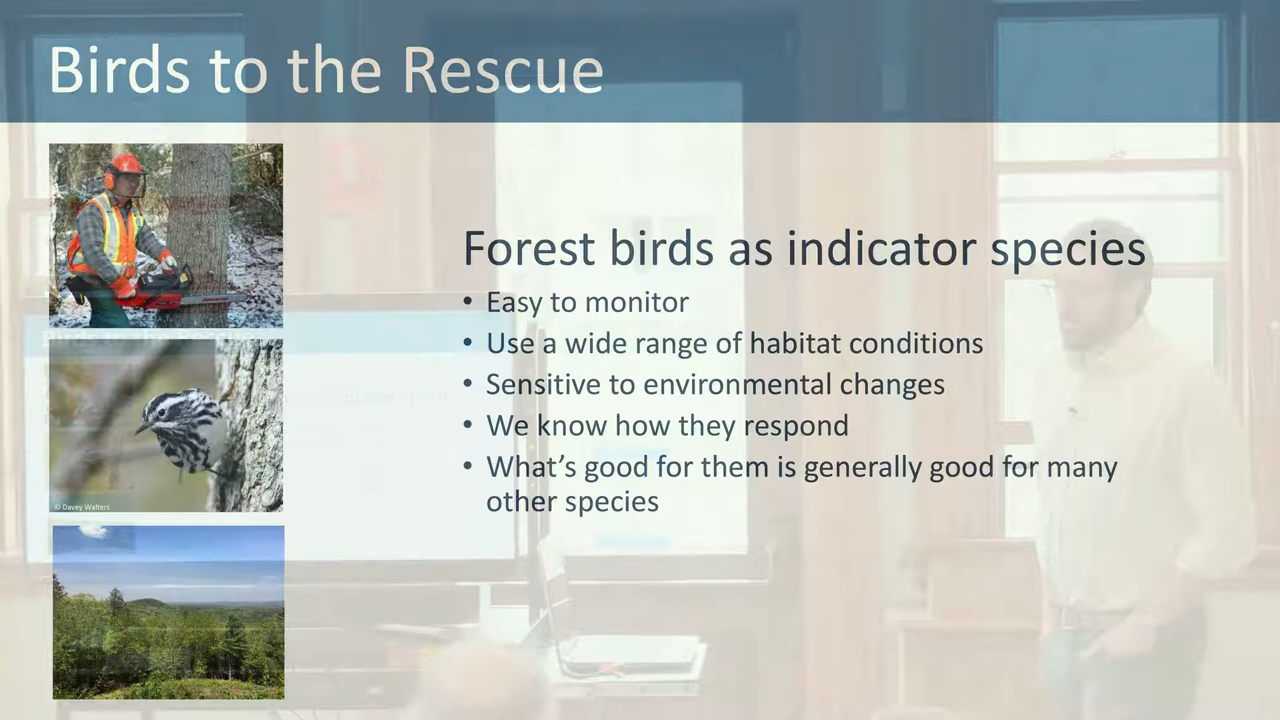 Birds to the Rescue
Forest birds as indicator species
• Easy to monitor
• Use a wide range of habitat conditions
• Sensitive to environmental changes
• We know how they respond
• What's good for them is generally good for many
other species
© Davey Walters